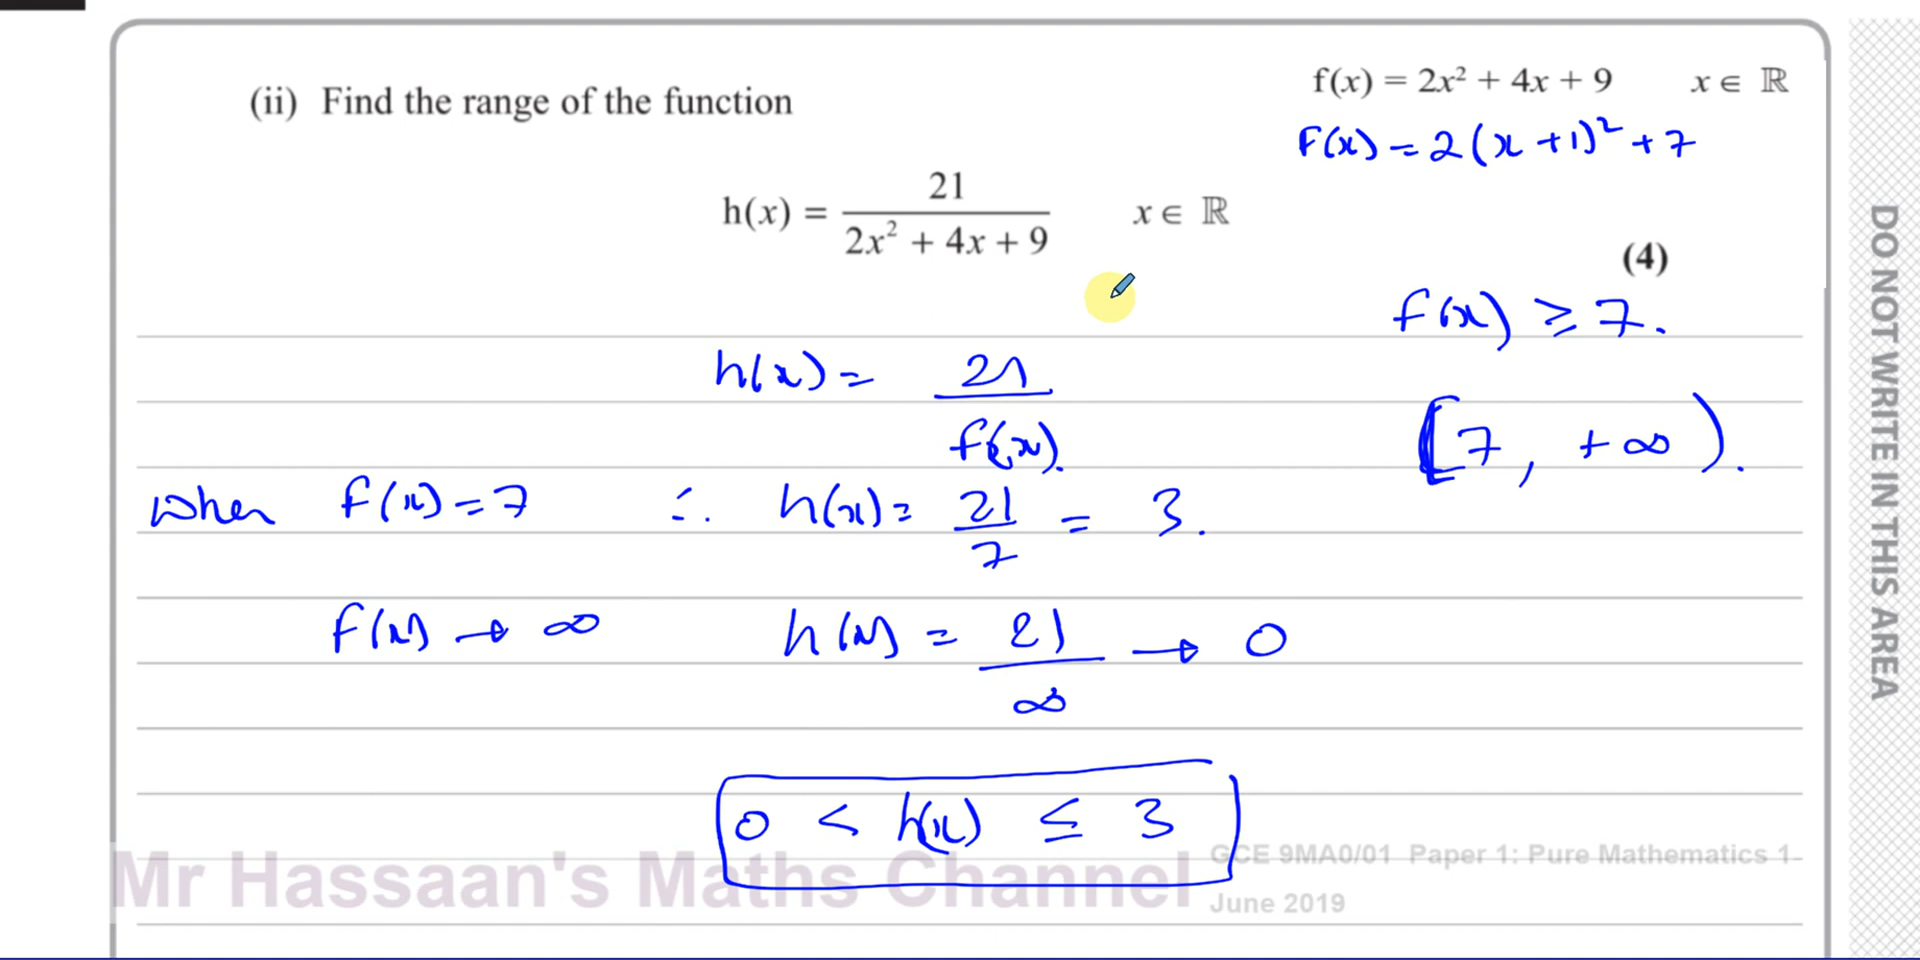 (ii) Find the range of the function
f(x) = 2x² + 4x + 9 x ∈ ℝ
F(x) = 2(x+1)² + 7
h(x) = 21 / (2x² + 4x + 9) x ∈ ℝ
(4)
f(x) ≥ 7.
[7, +∞).
h(x) = 21 / f(x).
When f(x) = 7 ∴ h(x) = 21/7 = 3.
f(x) → ∞ h(x) = 21/∞ → 0
0 < h(x) ≤ 3
Mr Hassaan's Maths Channel
GCE 9MA0/01 Paper 1: Pure Mathematics 1
June 2019
DO NOT WRITE IN THIS AREA